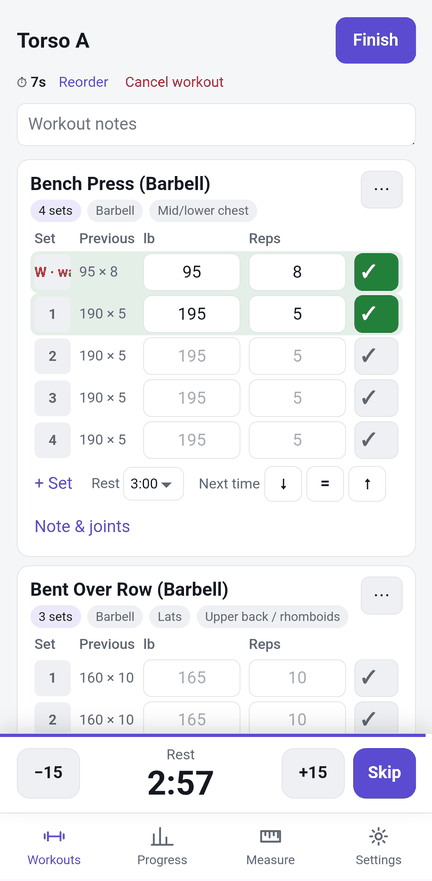 Torso A
Finish
7s Reorder Cancel workout
Workout notes
Bench Press (Barbell)
...
4 sets Barbell Mid/lower chest
Set Previous lb Reps
W · wa 95 × 8 95 8 ✓
1 190 × 5 195 5 ✓
2 190 × 5 195 5 ✓
3 190 × 5 195 5 ✓
4 190 × 5 195 5 ✓
+ Set Rest 3:00 Next time ↓ = ↑
Note & joints
Bent Over Row (Barbell)
...
3 sets Barbell Lats Upper back / rhomboids
Set Previous lb Reps
1 160 × 10 165 10 ✓
2 160 × 10 165 10 ✓
Rest
−15 2:57 +15 Skip
Workouts Progress Measure Settings